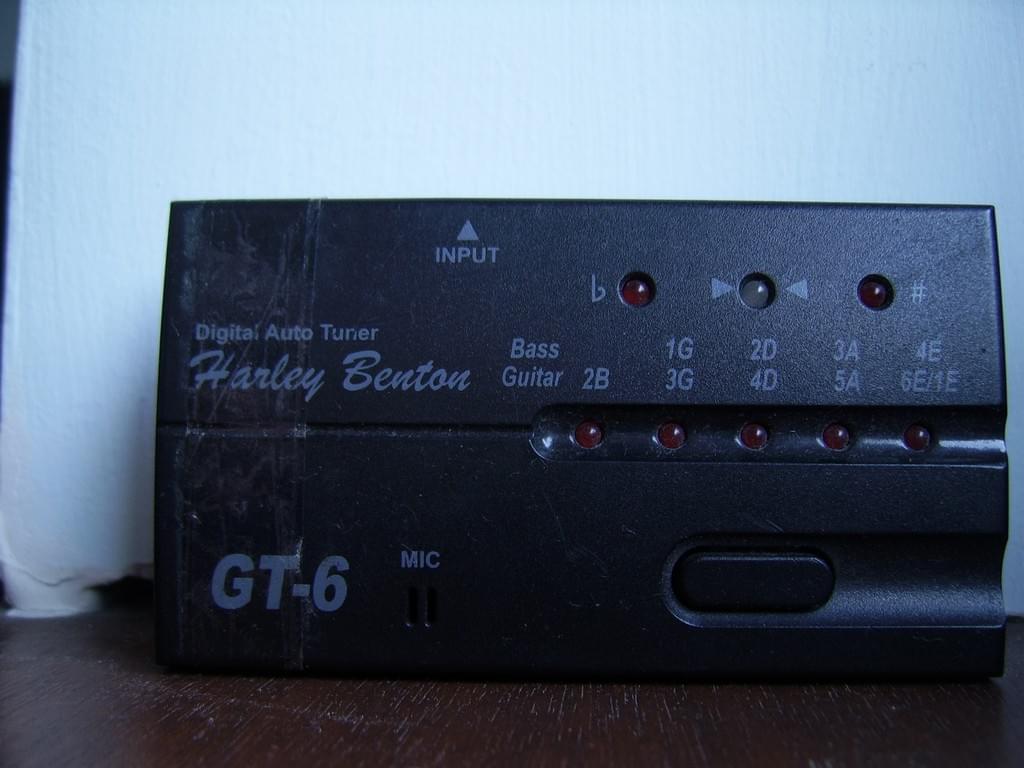 INPUT
♭ ▶ ◀ #
Digital Auto Tuner
Harley Benton
Bass 1G 2D 3A 4E
Guitar 2B 3G 4D 5A 6E/1E
GT-6
MIC